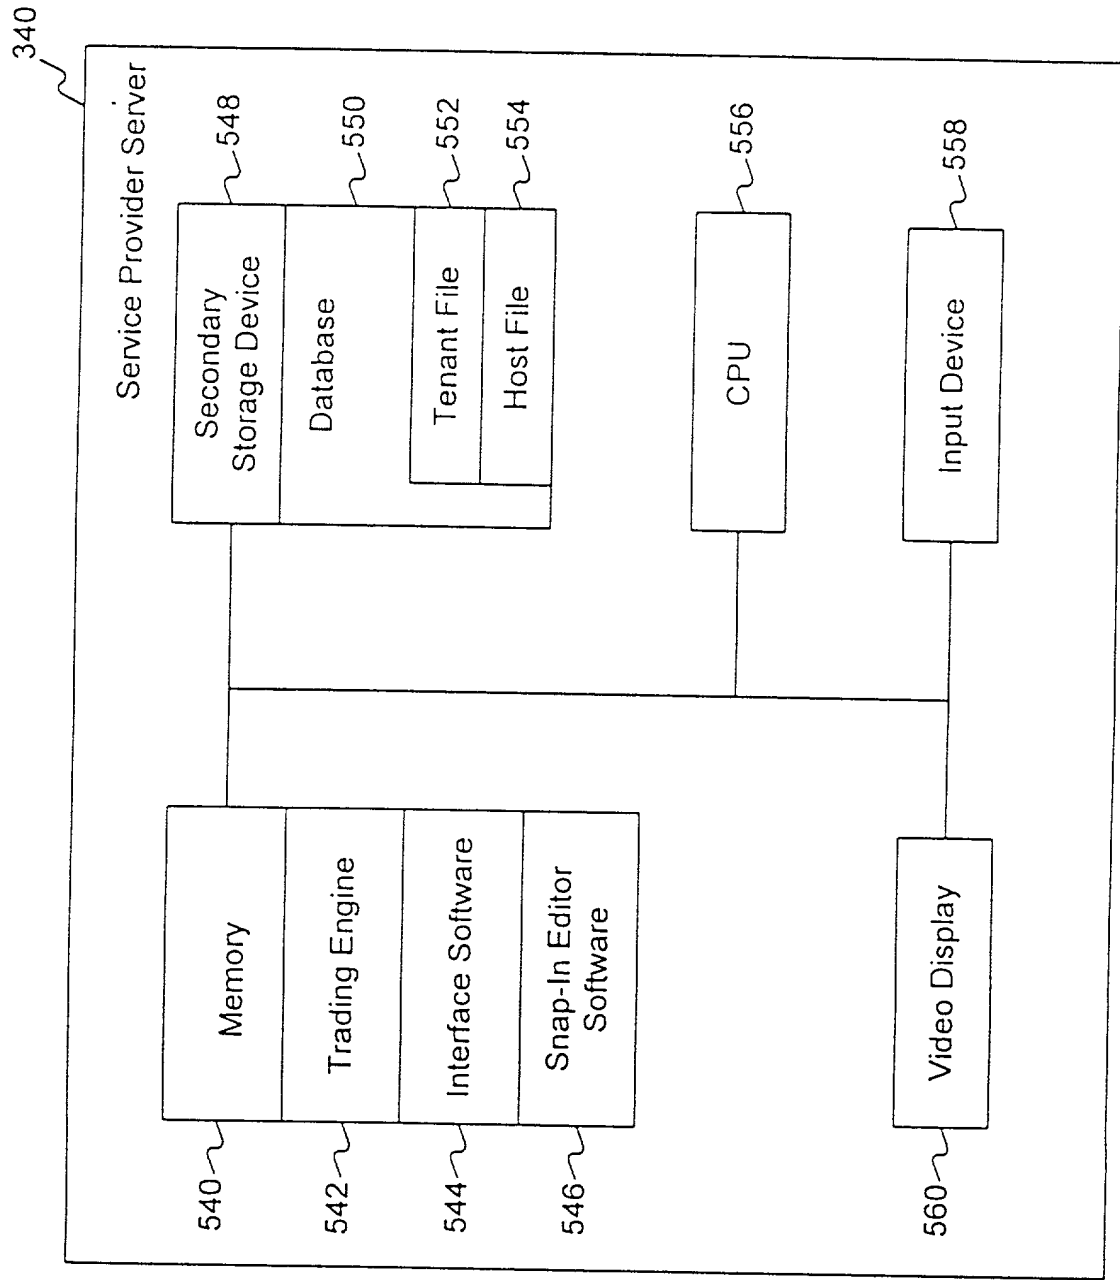 340
Service Provider Server
540
Memory
542
Trading Engine
544
Interface Software
546
Snap-In Editor
Software
Secondary
Storage Device
548
Database
550
Tenant File
552
Host File
554
CPU
556
560
Video Display
Input Device
558